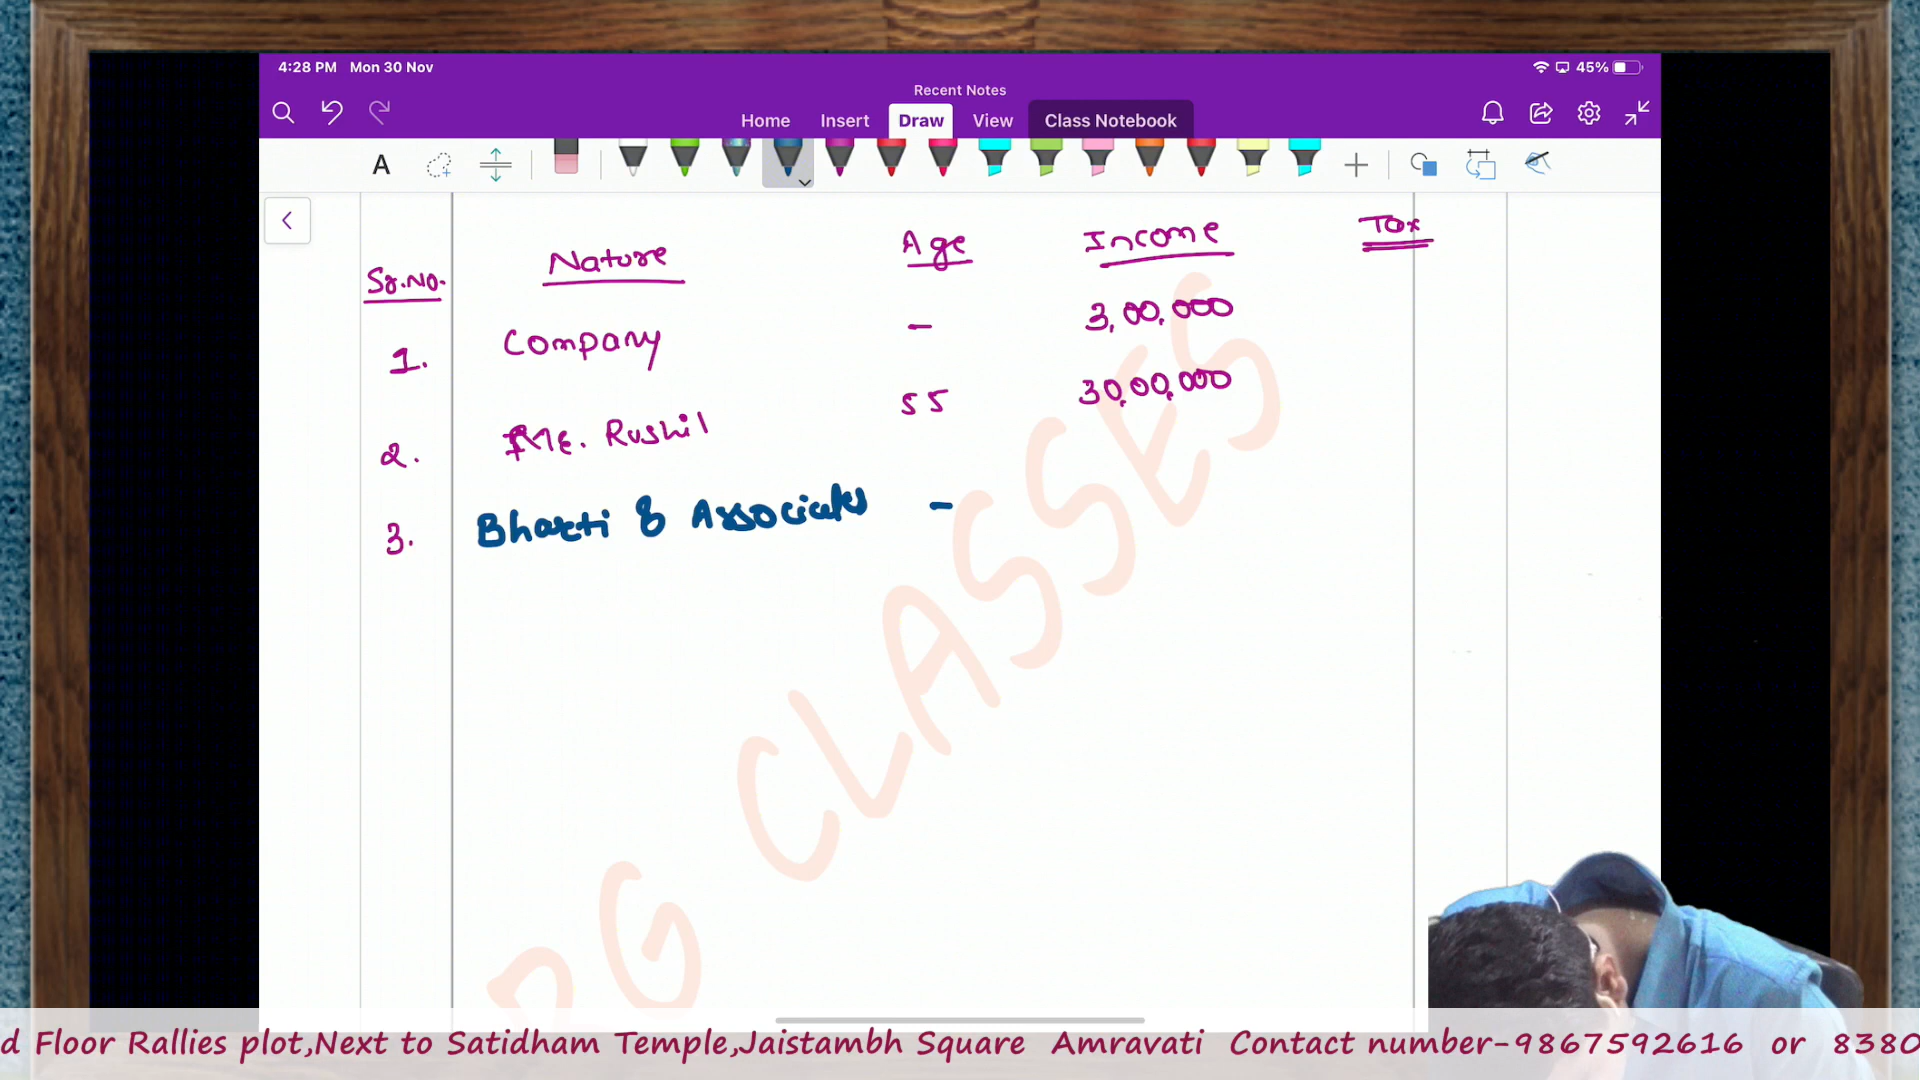 4:28 PM Mon 30 Nov
45%
Recent Notes
Home Insert Draw View Class Notebook
A
Sr.No. Nature Age Income Tax
1. Company - 3,00,000
2. Mr. Rushil 55 30,00,000
3. Bharti & Associates -
PG CLASSES
d Floor Rallies plot,Next to Satidham Temple,Jaistambh Square Amravati Contact number-9867592616 or 8380